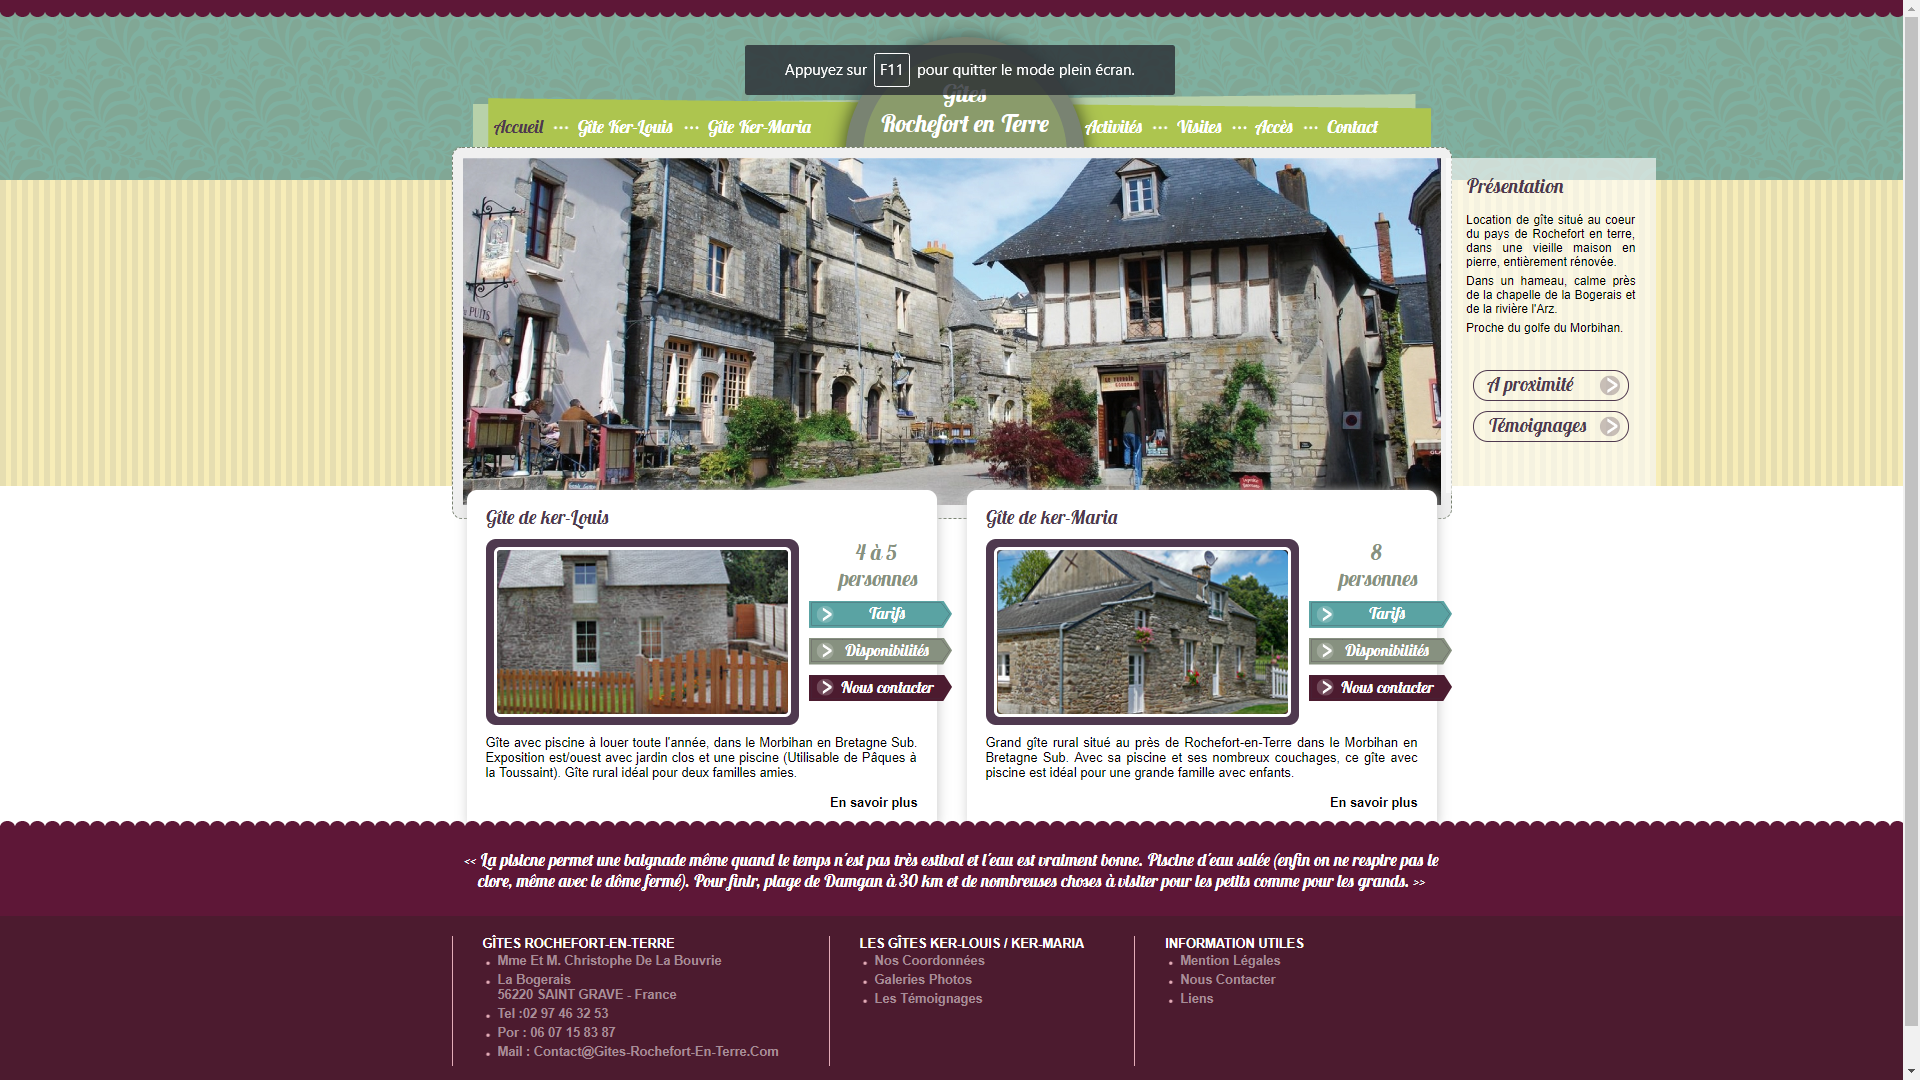 Appuyez sur F11 pour quitter le mode plein écran.
Gîtes
Rochefort en Terre
Accueil ••• Gîte Ker-Louis ••• Gîte Ker-Maria
Activités ••• Visites ••• Accès ••• Contact
Présentation
Location de gîte situé au coeur
du pays de Rochefort en terre,
dans une vieille maison en
pierre, entièrement rénovée.
Dans un hameau, calme près
de la chapelle de la Bogerais et
de la rivière l'Arz.
Proche du golfe du Morbihan.
A proximité
Témoignages
PUITS
Gîte de ker-Louis
4 à 5
personnes
Tarifs
Disponibilités
Nous contacter
Gîte avec piscine à louer toute l'année, dans le Morbihan en Bretagne Sub.
Exposition est/ouest avec jardin clos et une piscine (Utilisable de Pâques à
la Toussaint). Gîte rural idéal pour deux familles amies.
En savoir plus
Gîte de ker-Maria
8
personnes
Tarifs
Disponibilités
Nous contacter
Grand gîte rural situé au près de Rochefort-en-Terre dans le Morbihan en
Bretagne Sub. Avec sa piscine et ses nombreux couchages, ce gîte avec
piscine est idéal pour une grande famille avec enfants.
En savoir plus
<< La pisicne permet une baignade même quand le temps n'est pas très estival et l'eau est vraiment bonne. Piscine d'eau salée (enfin on ne respire pas le
clore, même avec le dôme fermé). Pour finir, plage de Damgan à 30 km et de nombreuses choses à visiter pour les petits comme pour les grands. >>
GÎTES ROCHEFORT-EN-TERRE
Mme Et M. Christophe De La Bouvrie
La Bogerais
56220 SAINT GRAVE - France
Tel :02 97 46 32 53
Por : 06 07 15 83 87
Mail : Contact@Gites-Rochefort-En-Terre.Com
LES GÎTES KER-LOUIS / KER-MARIA
Nos Coordonnées
Galeries Photos
Les Témoignages
INFORMATION UTILES
Mention Légales
Nous Contacter
Liens